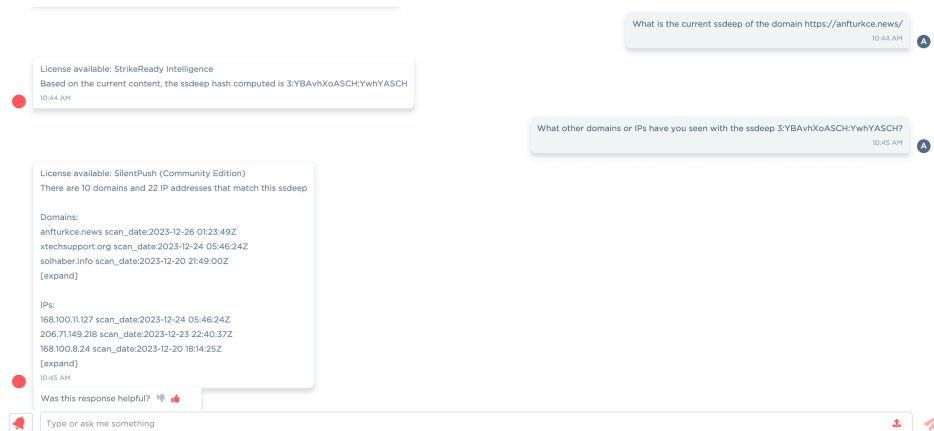 What is the current ssdeep of the domain https://anfturkce.news/
10:44 AM
A
License available: StrikeReady Intelligence
Based on the current content, the ssdeep hash computed is 3:YBAvhXoASCH:YwhYASCH
10:44 AM
What other domains or IPs have you seen with the ssdeep 3:YBAvhXoASCH:YwhYASCH?
10:45 AM
A
License available: SilentPush (Community Edition)
There are 10 domains and 22 IP addresses that match this ssdeep
Domains:
anfturkce.news scan_date:2023-12-26 01:23:49Z
xtechsupport.org scan_date:2023-12-24 05:46:24Z
solhaber.info scan_date:2023-12-20 21:49:00Z
[expand]
IPs:
168.100.11.127 scan_date:2023-12-24 05:46:24Z
206.71.149.218 scan_date:2023-12-23 22:40:37Z
168.100.8.24 scan_date:2023-12-20 18:14:25Z
[expand]
10:45 AM
Was this response helpful?
Type or ask me something